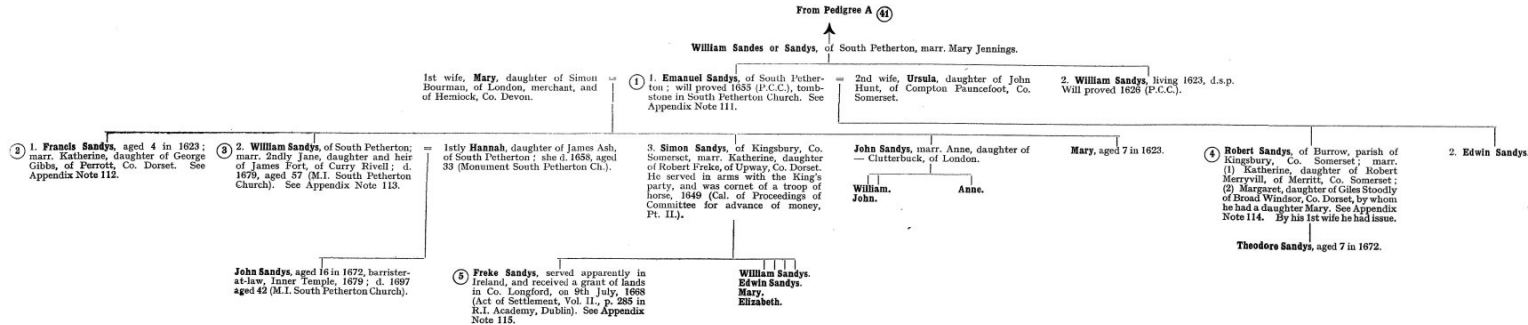 From Pedigree A 41
William Sandes or Sandys, of South Petherton, marr. Mary Jennings.
1st wife, Mary, daughter of Simon
Bourman, of London, merchant, and
of Hemiock, Co. Devon.
=
1
1. Emanuel Sandys, of South Pether-
ton; will proved 1655 (P.C.C.), tomb-
stone in South Petherton Church. See
Appendix Note 111.
=
2nd wife, Ursula, daughter of John
Hunt, of Compton Pauncefoot, Co.
Somerset.
2. William Sandys, living 1623, d.s.p.
Will proved 1626 (P.C.C.).
2
1. Francis Sandys, aged 4 in 1623;
marr. Katherine, daughter of George
Gibbs, of Perrott, Co. Dorset. See
Appendix Note 112.
3
2. William Sandys, of South Petherton;
marr. 2ndly Jane, daughter and heir
of James Fort, of Curry Rivell; d.
1679, aged 57 (M.I. South Petherton
Church). See Appendix Note 113.
=
1stly Hannah, daughter of James Ash,
of South Petherton; she d. 1658, aged
33 (Monument South Petherton Ch.).
3. Simon Sandys, of Kingsbury, Co.
Somerset, marr. Katherine, daughter
of Robert Freke, of Upway, Co. Dorset.
He served in arms with the King's
party, and was cornet of a troop of
horse, 1649 (Cal. of Proceedings of
Committee for advance of money,
Pt. II.).
John Sandys, marr. Anne, daughter of
— Clutterbuck, of London.
William.
John.
Anne.
Mary, aged 7 in 1623.
4
Robert Sandys, of Burrow, parish of
Kingsbury, Co. Somerset; marr.
(1) Katherine, daughter of Robert
Merryvill, of Merritt, Co. Somerset;
(2) Margaret, daughter of Giles Stoodly
of Broad Windsor, Co. Dorset, by whom
he had a daughter Mary. See Appendix
Note 114. By his 1st wife he had issue.
2. Edwin Sandys.
Theodore Sandys, aged 7 in 1672.
John Sandys, aged 16 in 1672, barrister-
at-law, Inner Temple, 1679; d. 1697
aged 42 (M.I. South Petherton Church).
5
Freke Sandys, served apparently in
Ireland, and received a grant of lands
in Co. Longford, on 9th July, 1668
(Act of Settlement, Vol. II., p. 285 in
R.I. Academy, Dublin). See Appendix
Note 115.
William Sandys.
Edwin Sandys.
Mary.
Elizabeth.